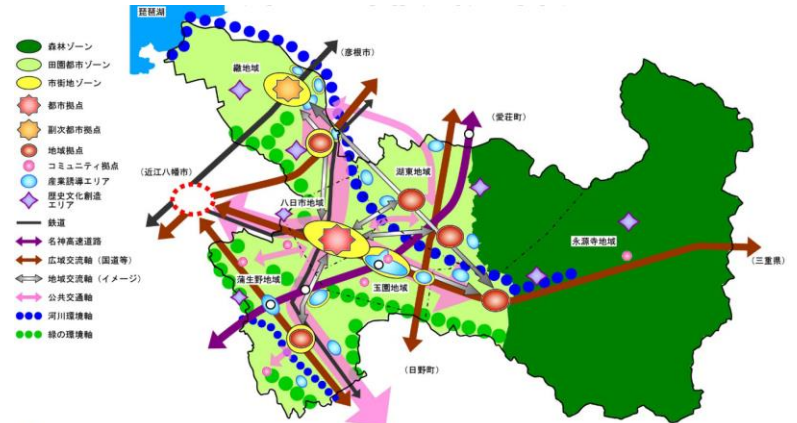 琵琶湖
森林ゾーン
田園都市ゾーン
市街地ゾーン
都市拠点
副次都市拠点
地域拠点
コミュニティ拠点
産業誘導エリア
歴史文化創造
エリア
鉄道
名神高速道路
広域交流軸（国道等）
地域交流軸（イメージ）
公共交通軸
河川環境軸
緑の環境軸
（彦根市）
繖地域
（愛荘町）
（近江八幡市）
湖東地域
八日市地域
永源寺地域
（三重県）
蒲生野地域
玉園地域
（日野町）